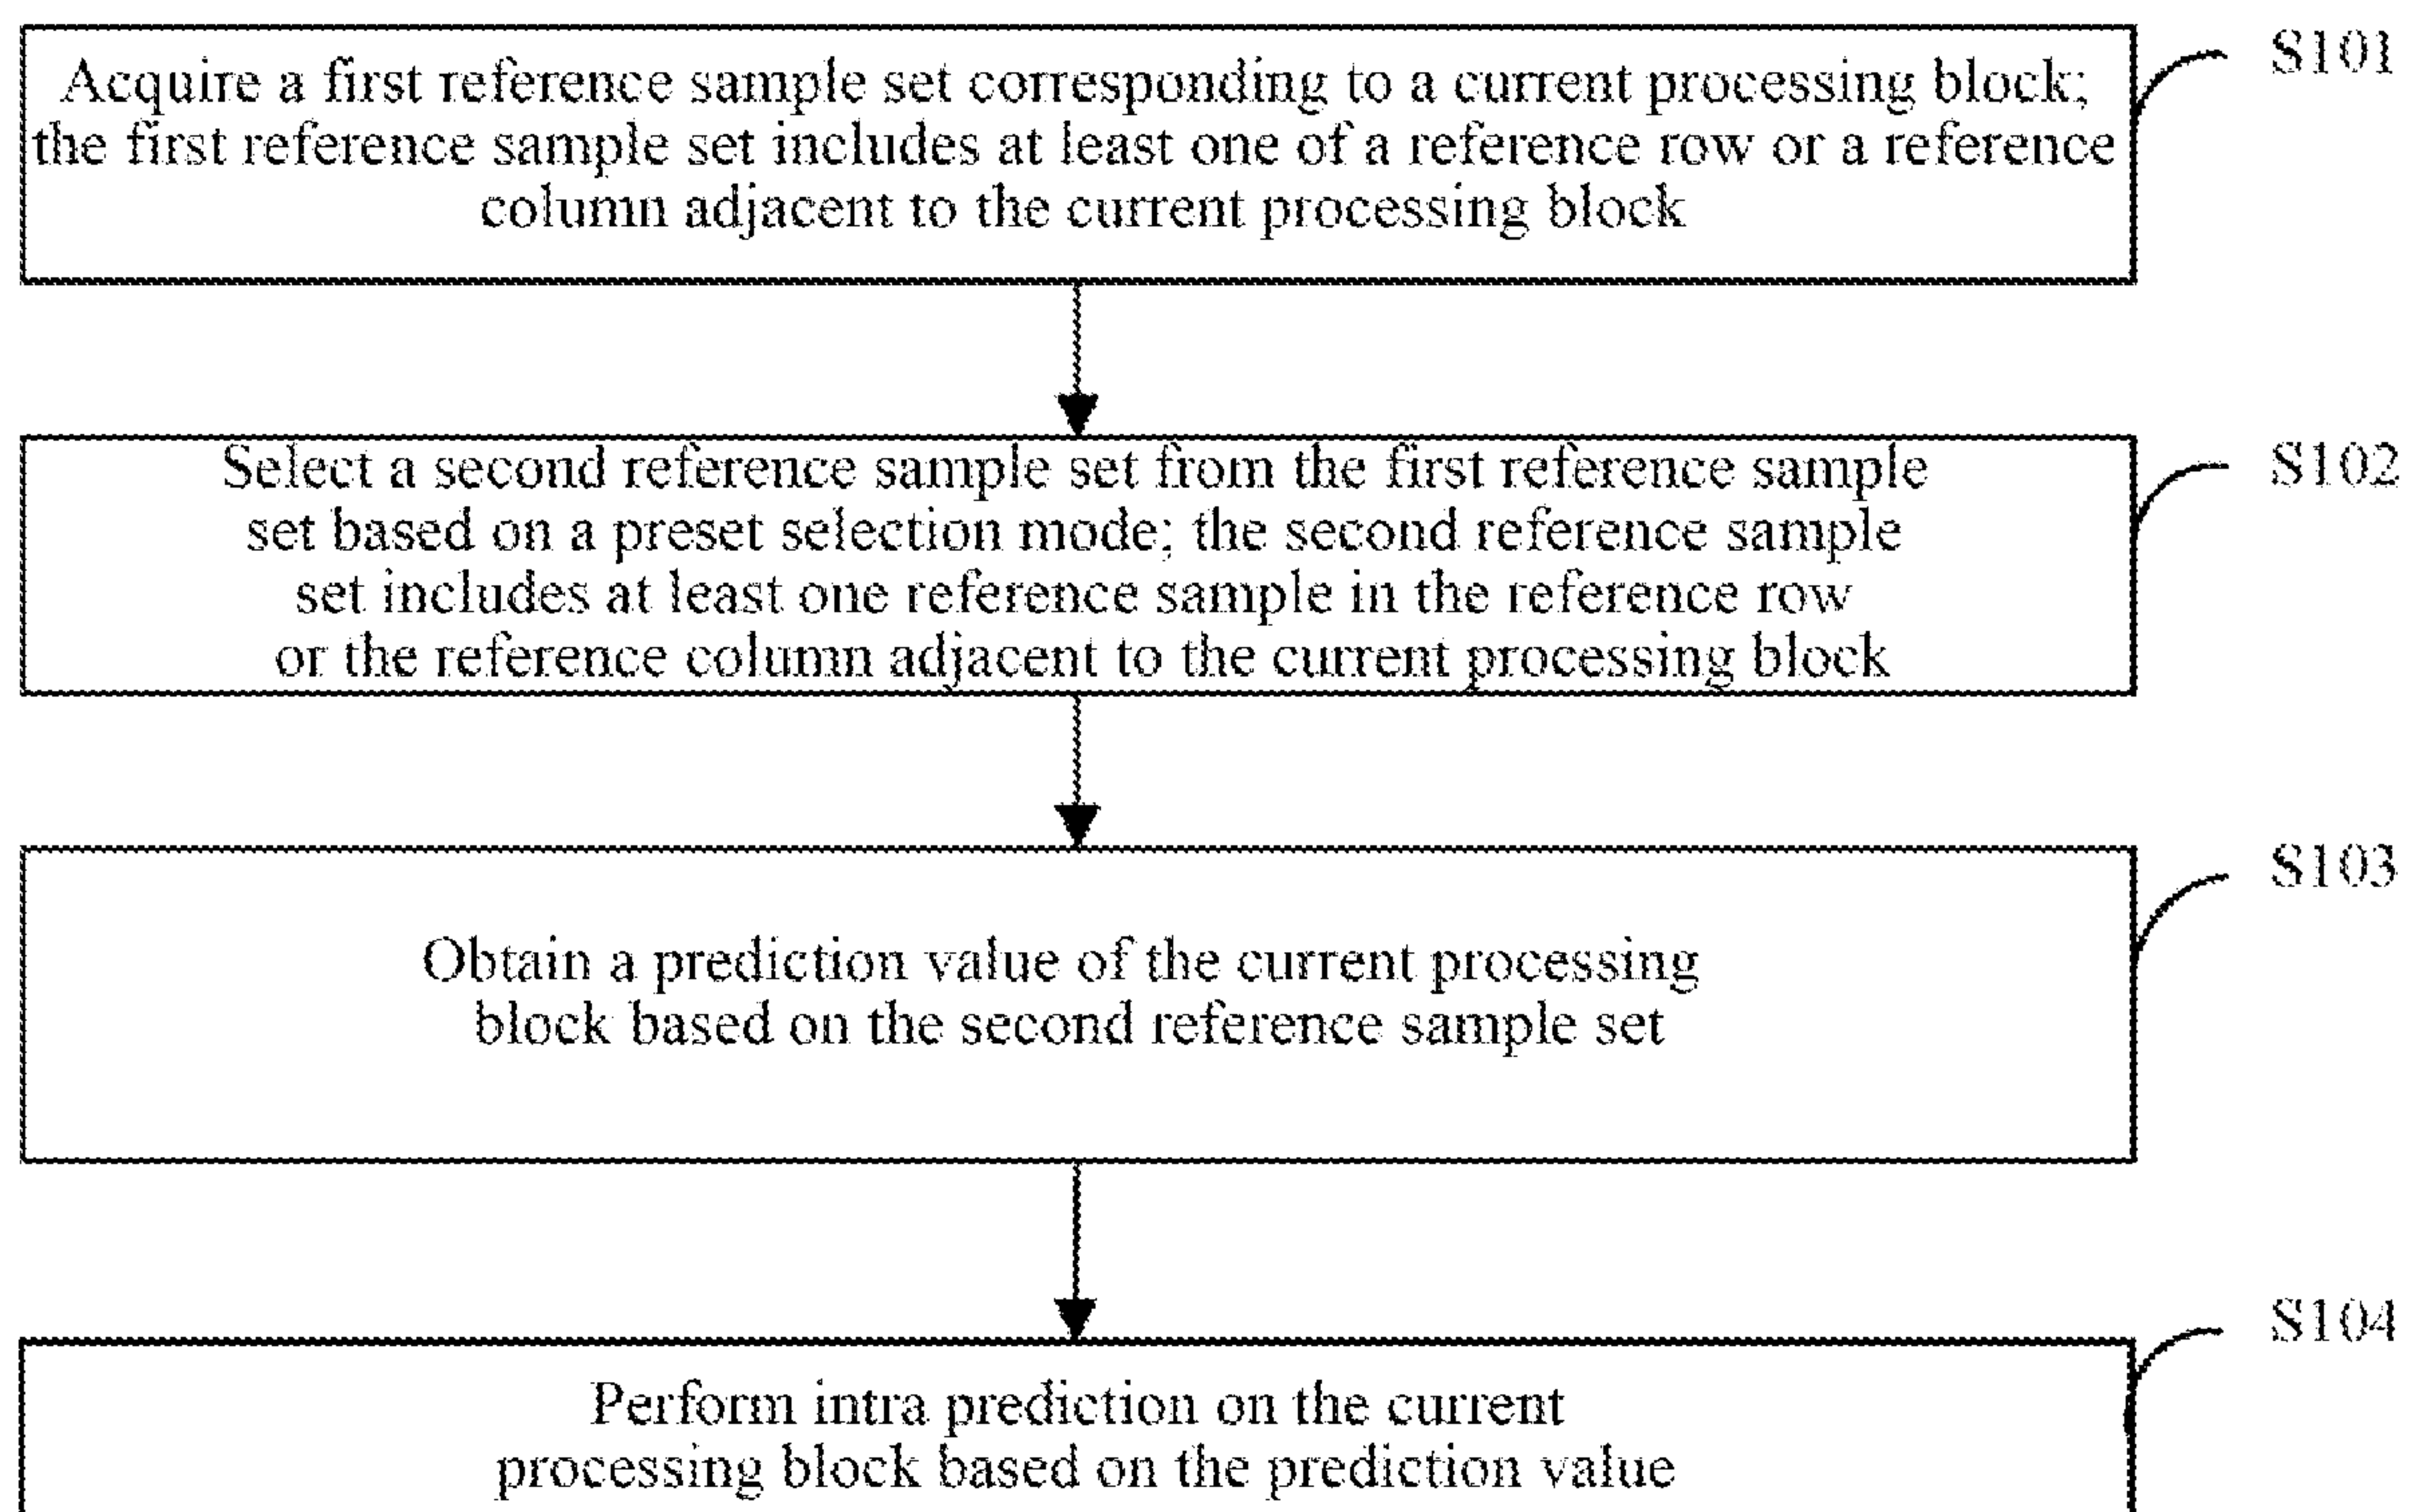 Acquire a first reference sample set corresponding to a current processing block;
the first reference sample set includes at least one of a reference row or a reference
column adjacent to the current processing block
S101
Select a second reference sample set from the first reference sample
set based on a preset selection mode; the second reference sample
set includes at least one reference sample in the reference row
or the reference column adjacent to the current processing block
S102
Obtain a prediction value of the current processing
block based on the second reference sample set
S103
Perform intra prediction on the current
processing block based on the prediction value
S104